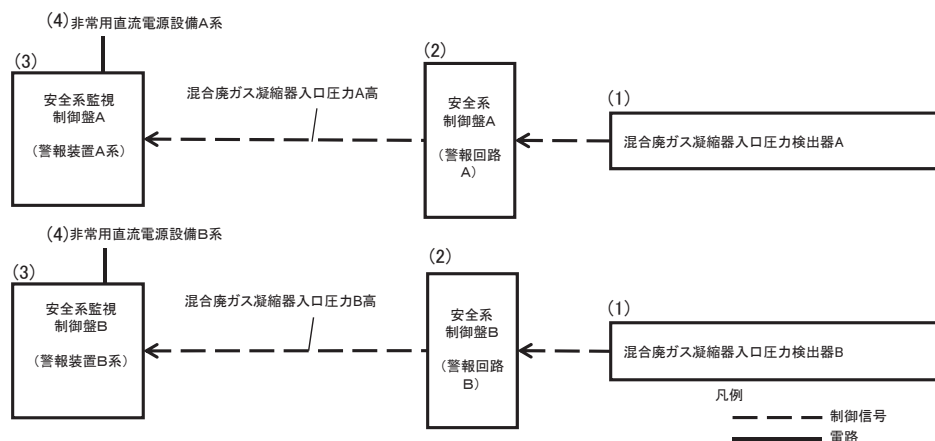 (4)非常用直流電源設備A系
(3)
安全系監視
制御盤A
(警報装置A系)
混合廃ガス凝縮器入口圧力A高
(2)
安全系
制御盤A
(警報回路
A)
(1)
混合廃ガス凝縮器入口圧力検出器A
(4)非常用直流電源設備B系
(3)
安全系監視
制御盤B
(警報装置B系)
混合廃ガス凝縮器入口圧力B高
(2)
安全系
制御盤B
(警報回路
B)
(1)
混合廃ガス凝縮器入口圧力検出器B
凡例
制御信号
電路